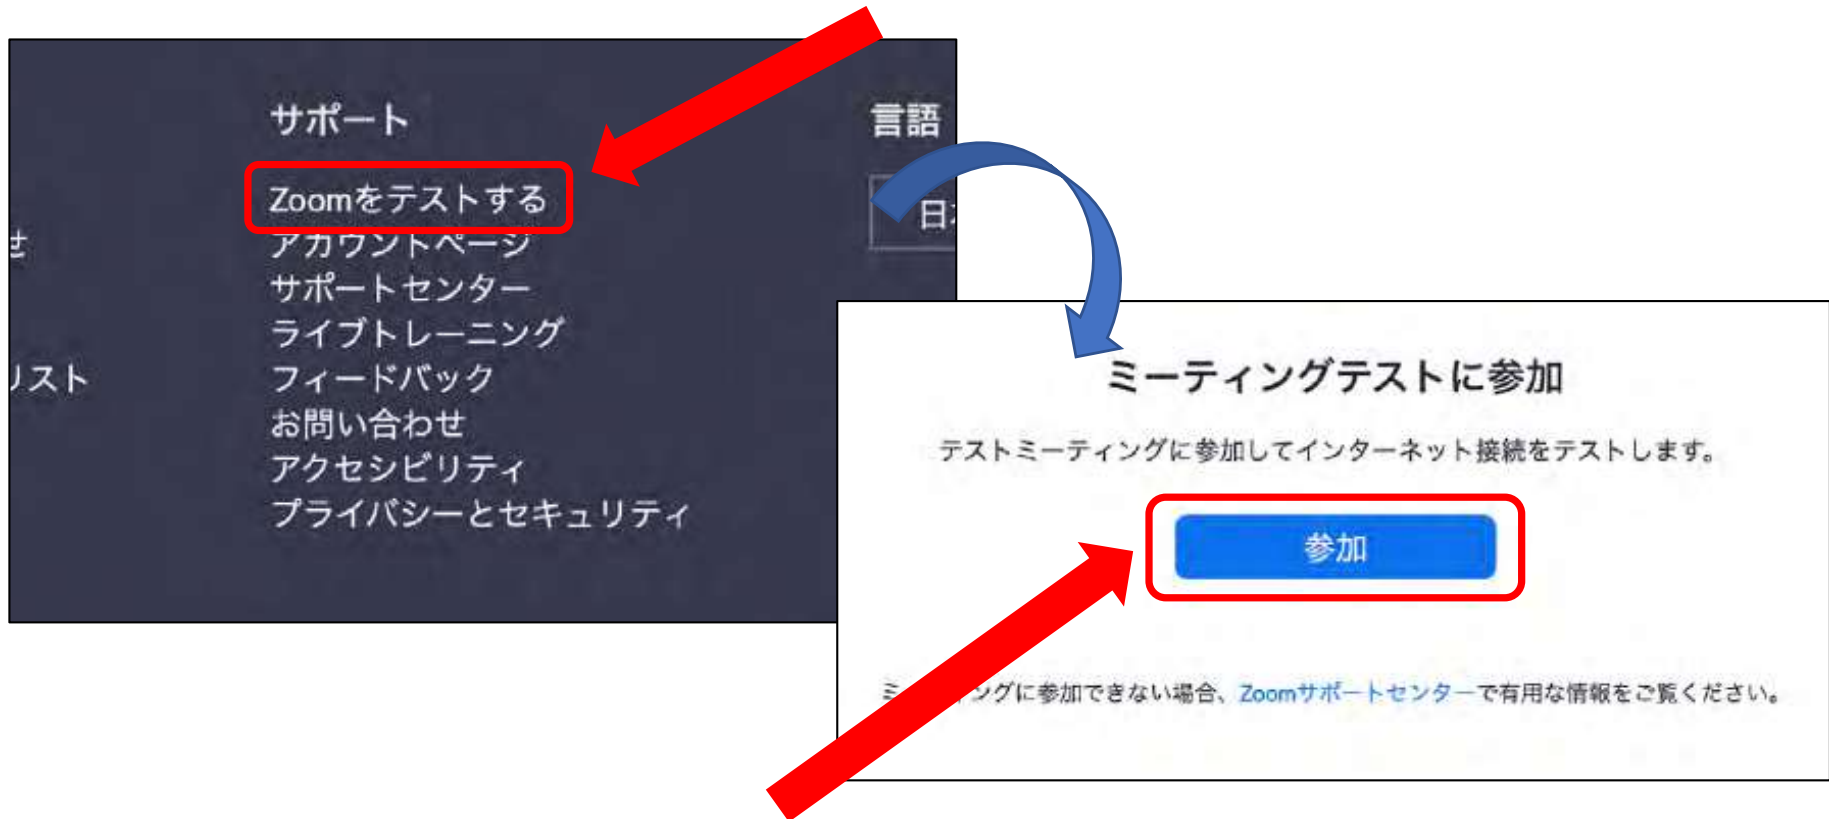 サポート
Zoomをテストする
アカウントページ
サポートセンター
ライブトレーニング
フィードバック
お問い合わせ
アクセシビリティ
プライバシーとセキュリティ
せ
リスト
言語
日
ミーティングテストに参加
テストミーティングに参加してインターネット接続をテストします。
参加
ングに参加できない場合、Zoomサポートセンターで有用な情報をご覧ください。